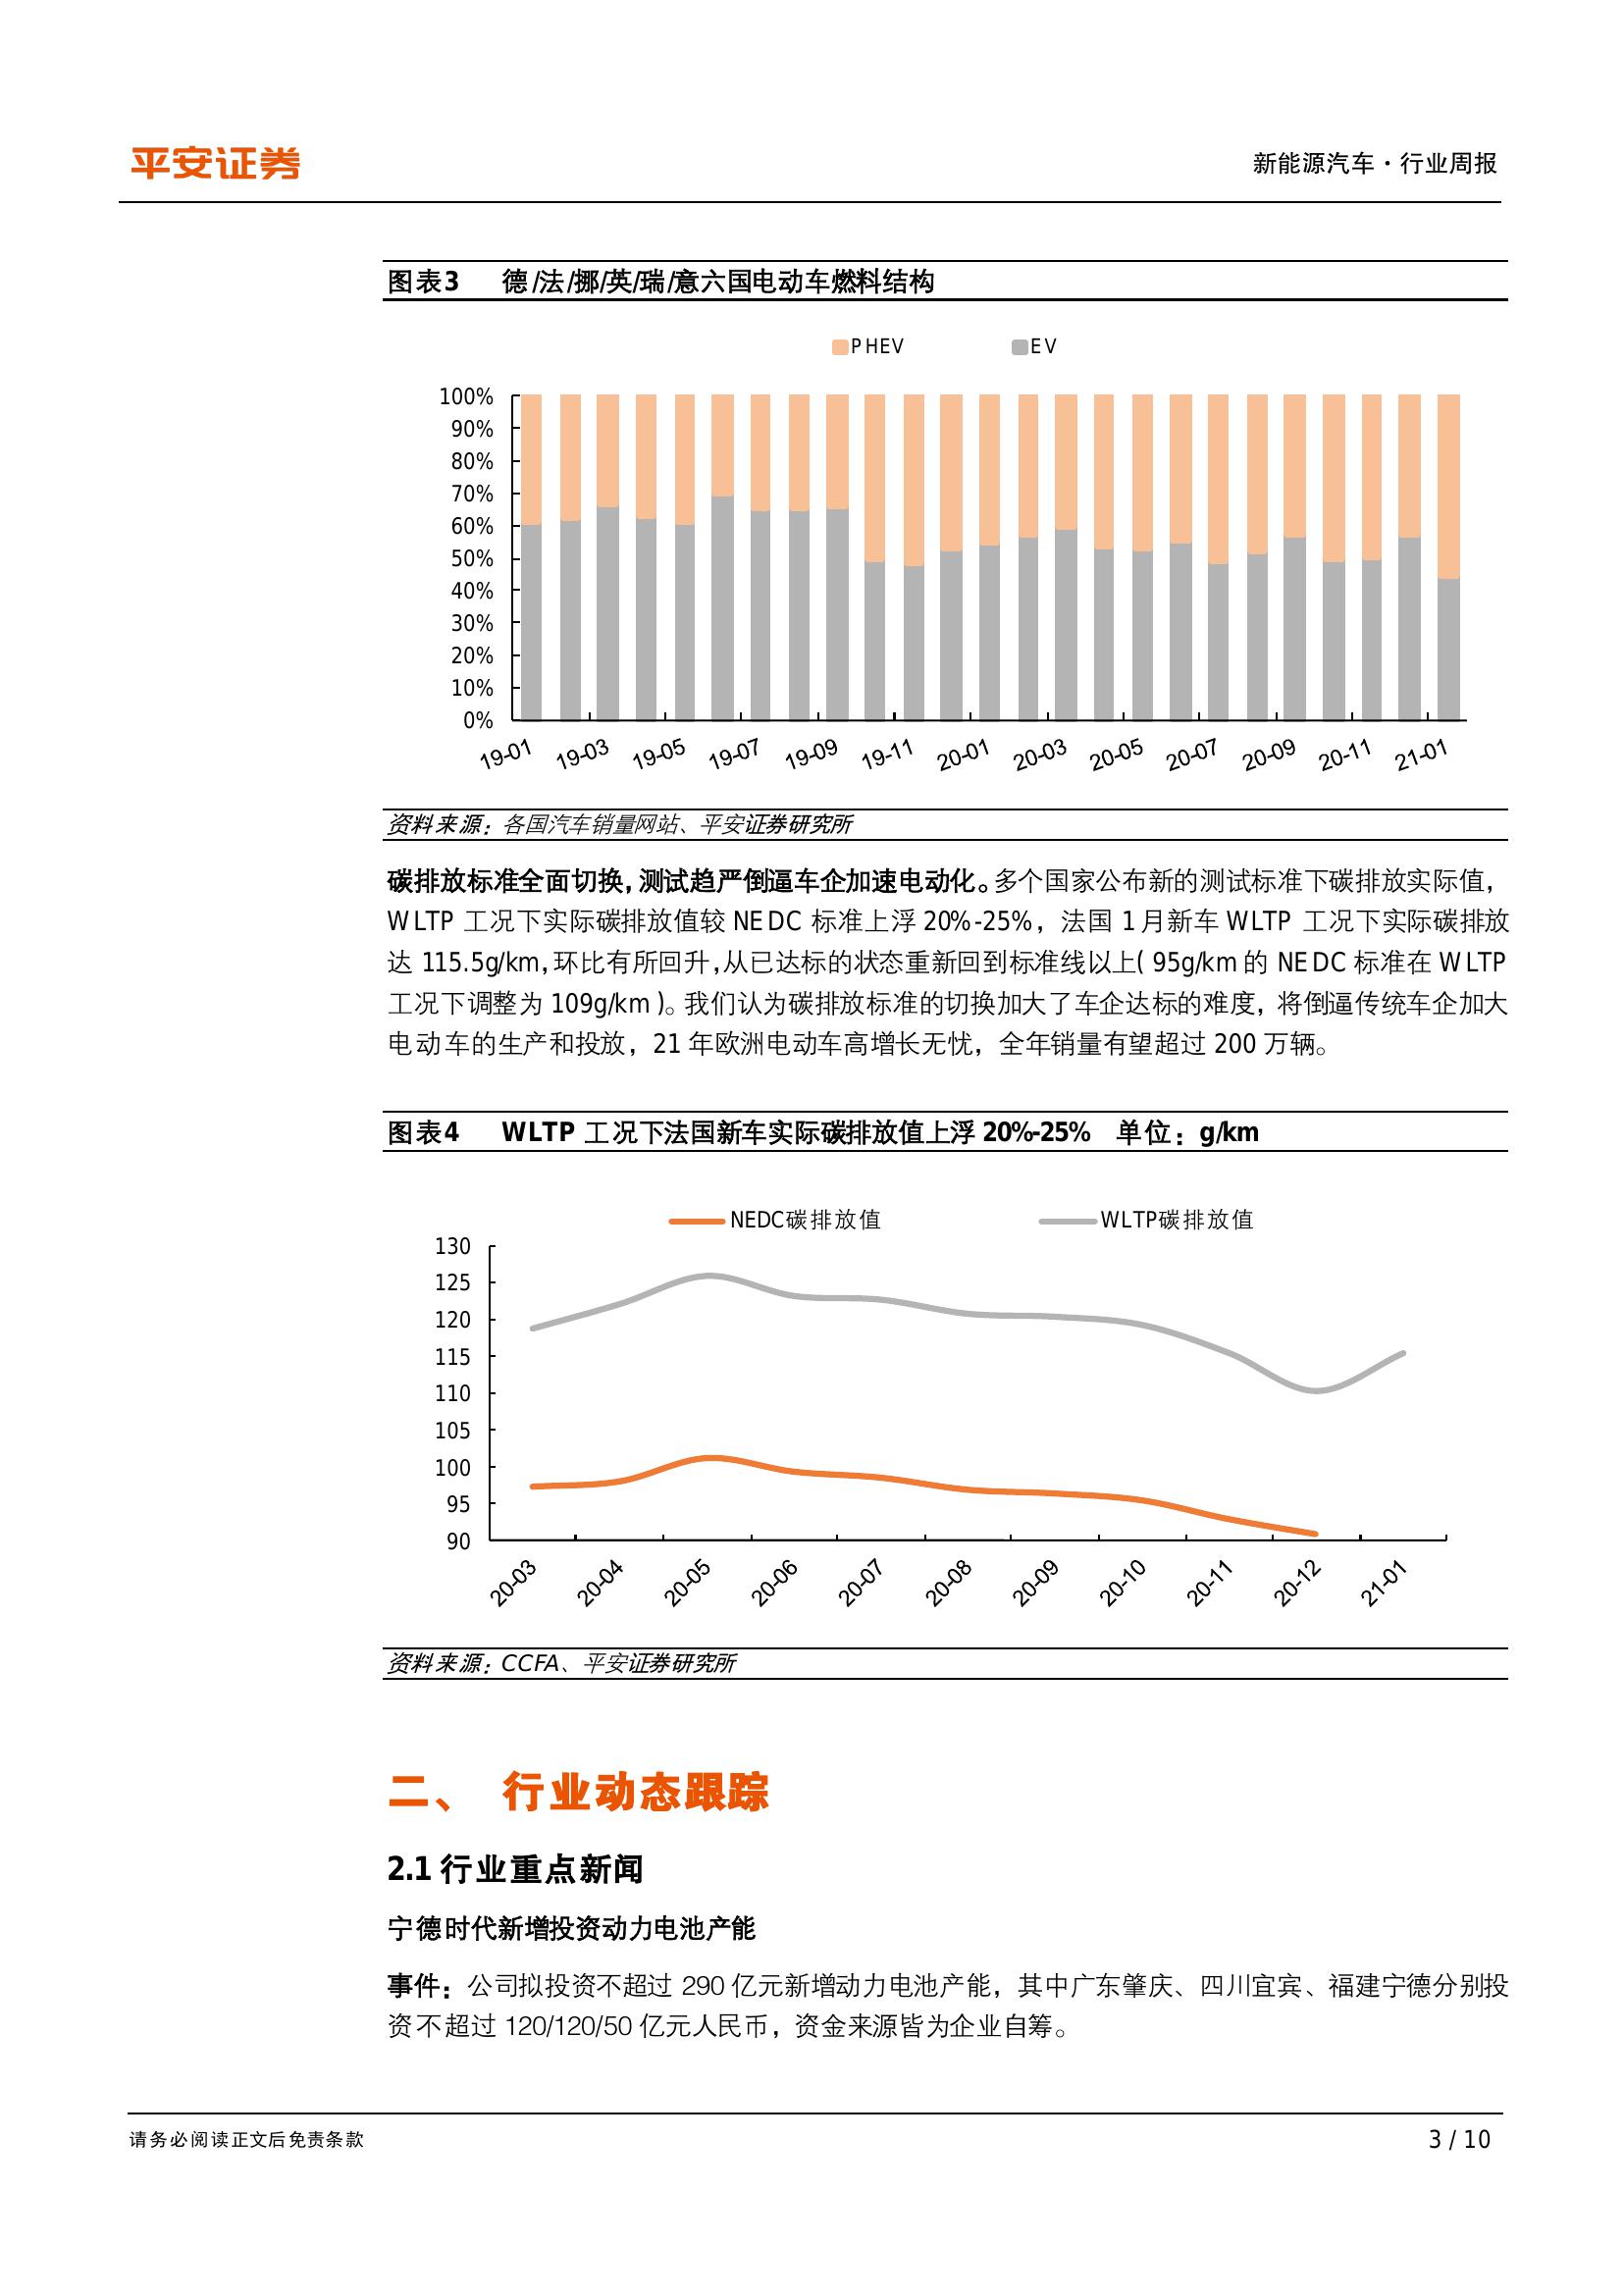 平安证券
新能源汽车·行业周报
图表3 德/法/挪/英/瑞/意六国电动车燃料结构
PHEV EV
100%
90%
80%
70%
60%
50%
40%
30%
20%
10%
0%
19-01 19-03 19-05 19-07 19-09 19-11 20-01 20-03 20-05 20-07 20-09 20-11 21-01
资料来源：各国汽车销量网站、平安证券研究所
碳排放标准全面切换，测试趋严倒逼车企加速电动化。多个国家公布新的测试标准下碳排放实际值，
WLTP 工况下实际碳排放值较 NEDC 标准上浮 20%-25%，法国 1 月新车 WLTP 工况下实际碳排放
达 115.5g/km，环比有所回升，从已达标的状态重新回到标准线以上（95g/km 的 NEDC 标准在 WLTP
工况下调整为 109g/km）。我们认为碳排放标准的切换加大了车企达标的难度，将倒逼传统车企加大
电动车的生产和投放，21 年欧洲电动车高增长无忧，全年销量有望超过 200 万辆。
图表4 WLTP 工况下法国新车实际碳排放值上浮 20%-25% 单位：g/km
NEDC碳排放值 WLTP碳排放值
130
125
120
115
110
105
100
95
90
20-03 20-04 20-05 20-06 20-07 20-08 20-09 20-10 20-11 20-12 21-01
资料来源：CCFA、平安证券研究所
二、 行业动态跟踪
2.1 行业重点新闻
宁德时代新增投资动力电池产能
事件：公司拟投资不超过 290 亿元新增动力电池产能，其中广东肇庆、四川宜宾、福建宁德分别投
资不超过 120/120/50 亿元人民币，资金来源皆为企业自筹。
请务必阅读正文后免责条款
3 / 10